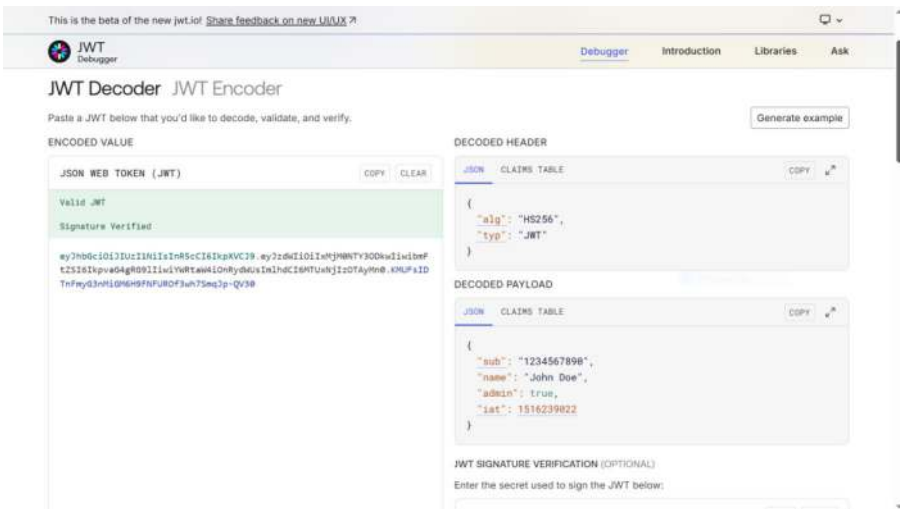 This is the beta of the new jwt.io! Share feedback on new UI/UX ↗
JWT
Debugger
Debugger Introduction Libraries Ask
JWT Decoder JWT Encoder
Paste a JWT below that you'd like to decode, validate, and verify.
Generate example
ENCODED VALUE
JSON WEB TOKEN (JWT)
COPY CLEAR
Valid JWT
Signature Verified
DECODED HEADER
JSON CLAIMS TABLE
COPY
{
"alg": "HS256",
"typ": "JWT"
}
DECODED PAYLOAD
JSON CLAIMS TABLE
COPY
{
"sub": "1234567890",
"name": "John Doe",
"admin": true,
"iat": 1516239022
}
JWT SIGNATURE VERIFICATION (OPTIONAL)
Enter the secret used to sign the JWT below: